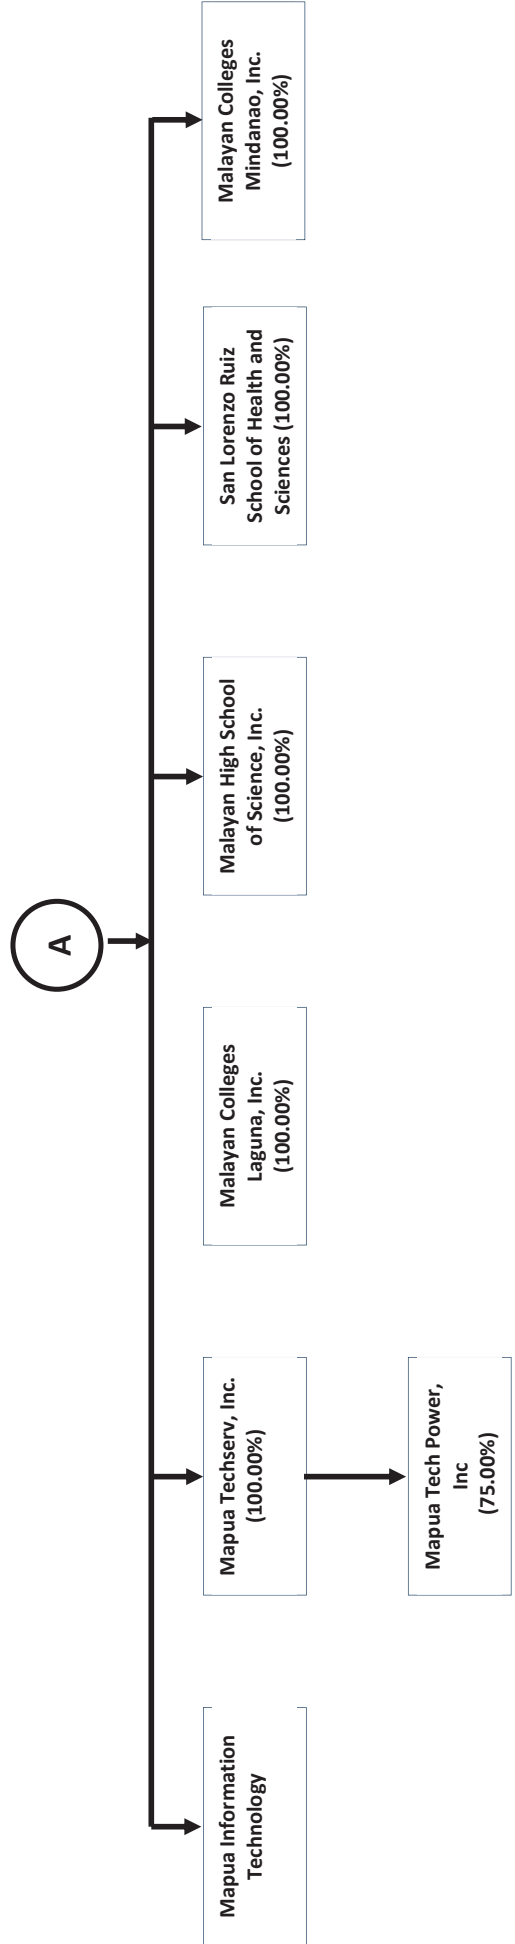 A
Mapua Information
Technology
Mapua Techserv, Inc.
(100.00%)
Malayan Colleges
Laguna, Inc.
(100.00%)
Malayan High School
of Science, Inc.
(100.00%)
San Lorenzo Ruiz
School of Health and
Sciences (100.00%)
Malayan Colleges
Mindanao, Inc.
(100.00%)
Mapua Tech Power,
Inc
(75.00%)